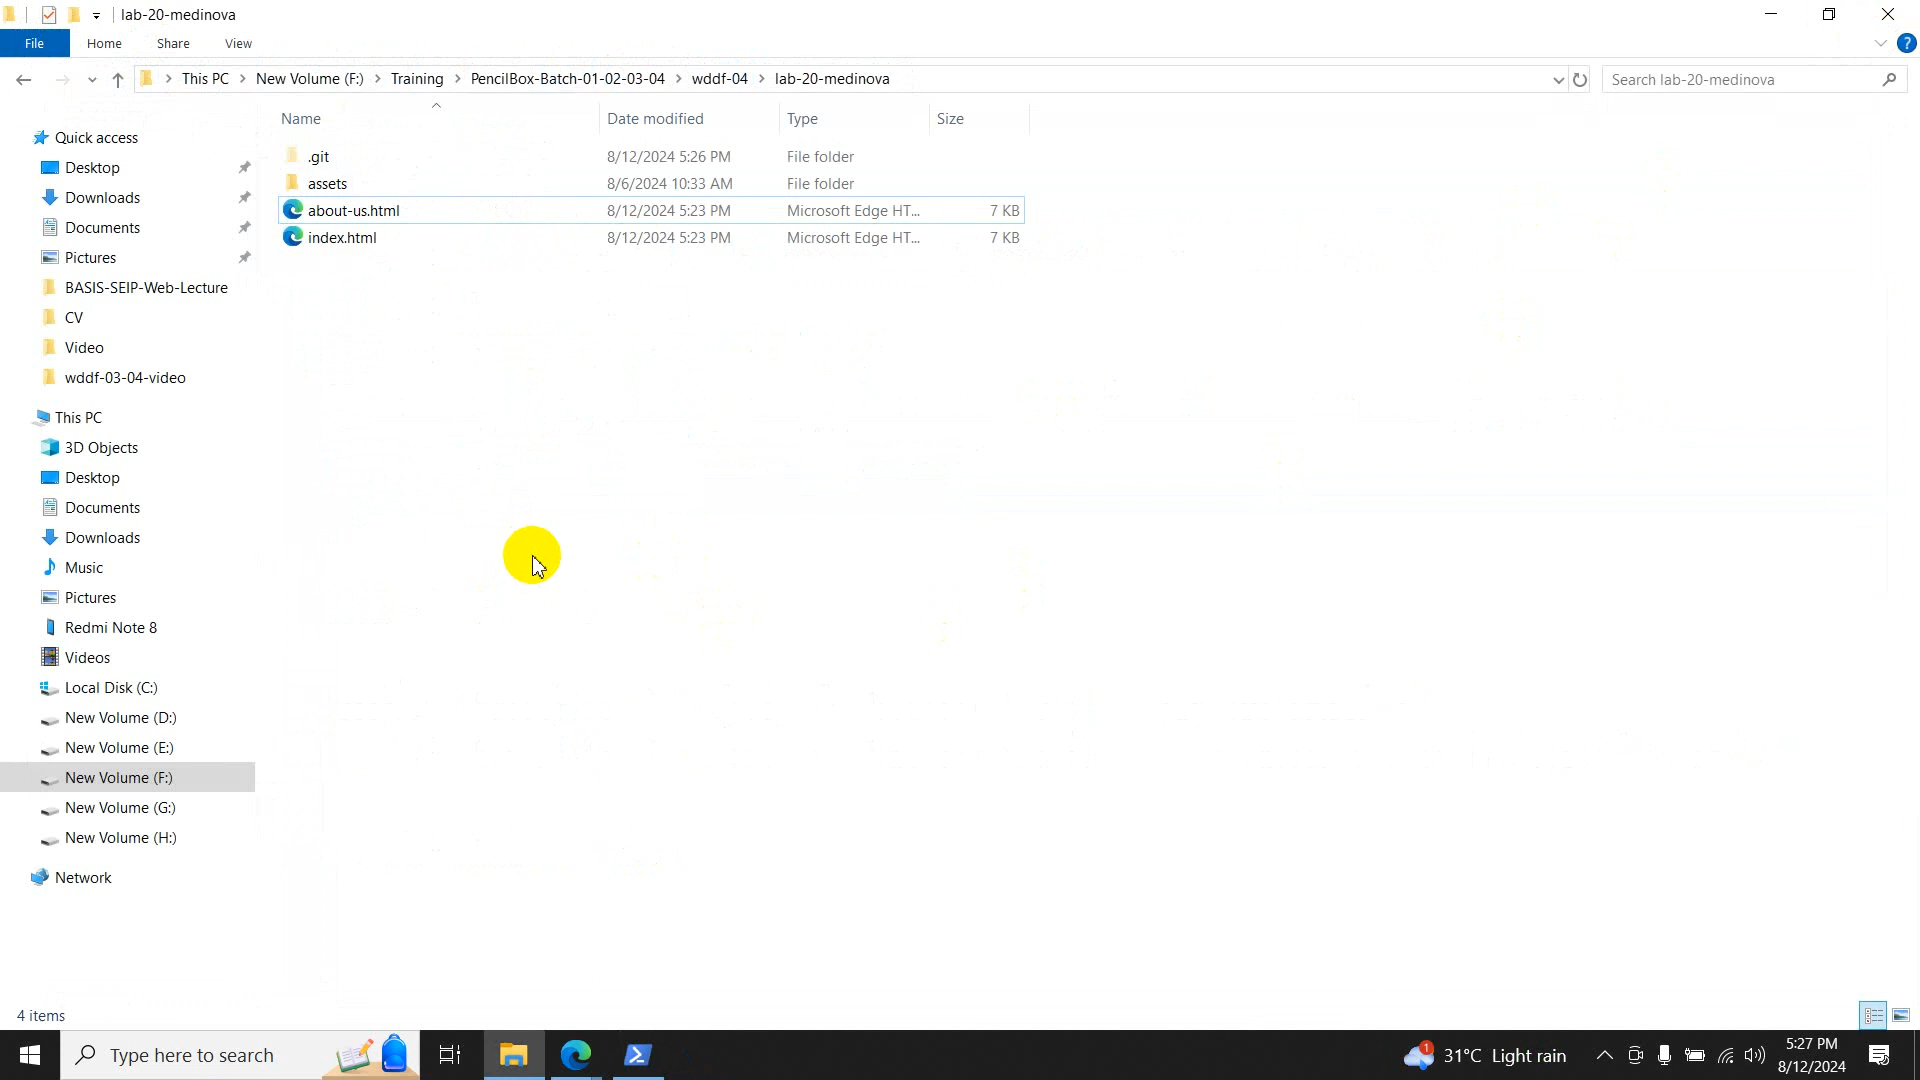 lab-20-medinova
File Home Share View
This PC New Volume (F:) Training PencilBox-Batch-01-02-03-04 wddf-04 lab-20-medinova
Search lab-20-medinova
Name Date modified Type Size
.git 8/12/2024 5:26 PM File folder
assets 8/6/2024 10:33 AM File folder
about-us.html 8/12/2024 5:23 PM Microsoft Edge HT... 7 KB
index.html 8/12/2024 5:23 PM Microsoft Edge HT... 7 KB
Quick access
Desktop
Downloads
Documents
Pictures
BASIS-SEIP-Web-Lecture
CV
Video
wddf-03-04-video
This PC
3D Objects
Desktop
Documents
Downloads
Music
Pictures
Redmi Note 8
Videos
Local Disk (C:)
New Volume (D:)
New Volume (E:)
New Volume (F:)
New Volume (G:)
New Volume (H:)
Network
4 items
Type here to search
1
31°C Light rain
5:27 PM
8/12/2024